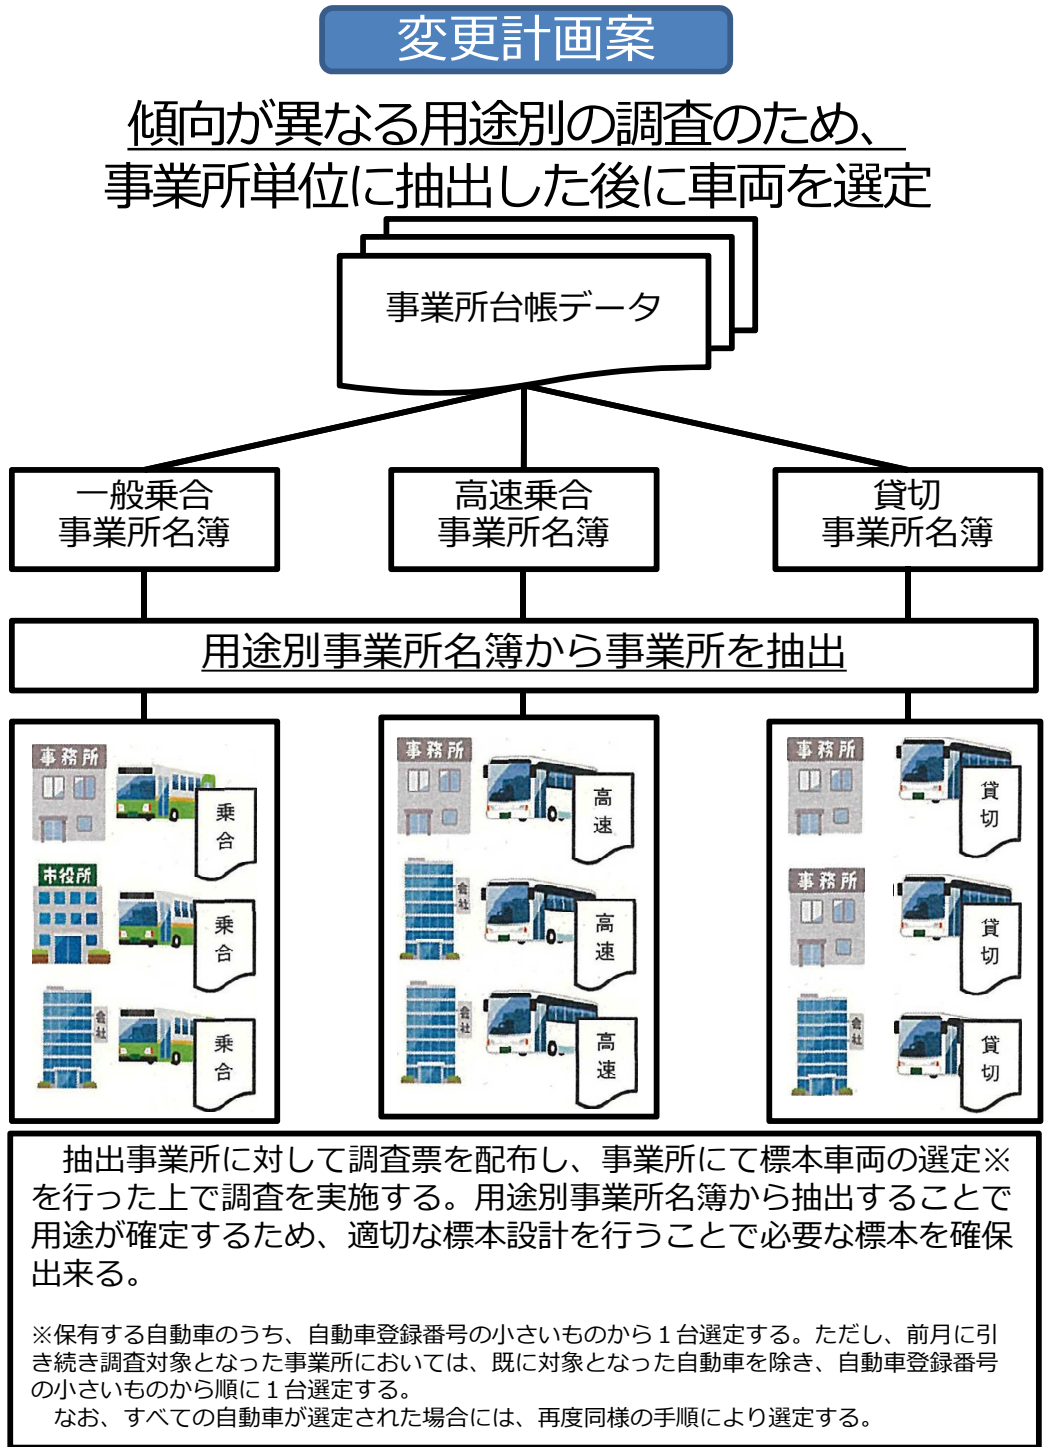 変更計画案
傾向が異なる用途別の調査のため、
事業所単位に抽出した後に車両を選定
事業所台帳データ
一般乗合
事業所名簿
高速乗合
事業所名簿
貸切
事業所名簿
用途別事業所名簿から事業所を抽出
事務所
乗
合
市役所
乗
合
会社
乗
合
事務所
高
速
会社
高
速
会社
高
速
事務所
貸
切
事務所
貸
切
会社
貸
切
抽出事業所に対して調査票を配布し、事業所にて標本車両の選定※
を行った上で調査を実施する。用途別事業所名簿から抽出することで
用途が確定するため、適切な標本設計を行うことで必要な標本を確保
出来る。
※保有する自動車のうち、自動車登録番号の小さいものから１台選定する。ただし、前月に引
き続き調査対象となった事業所においては、既に対象となった自動車を除き、自動車登録番号
の小さいものから順に１台選定する。
なお、すべての自動車が選定された場合には、再度同様の手順により選定する。